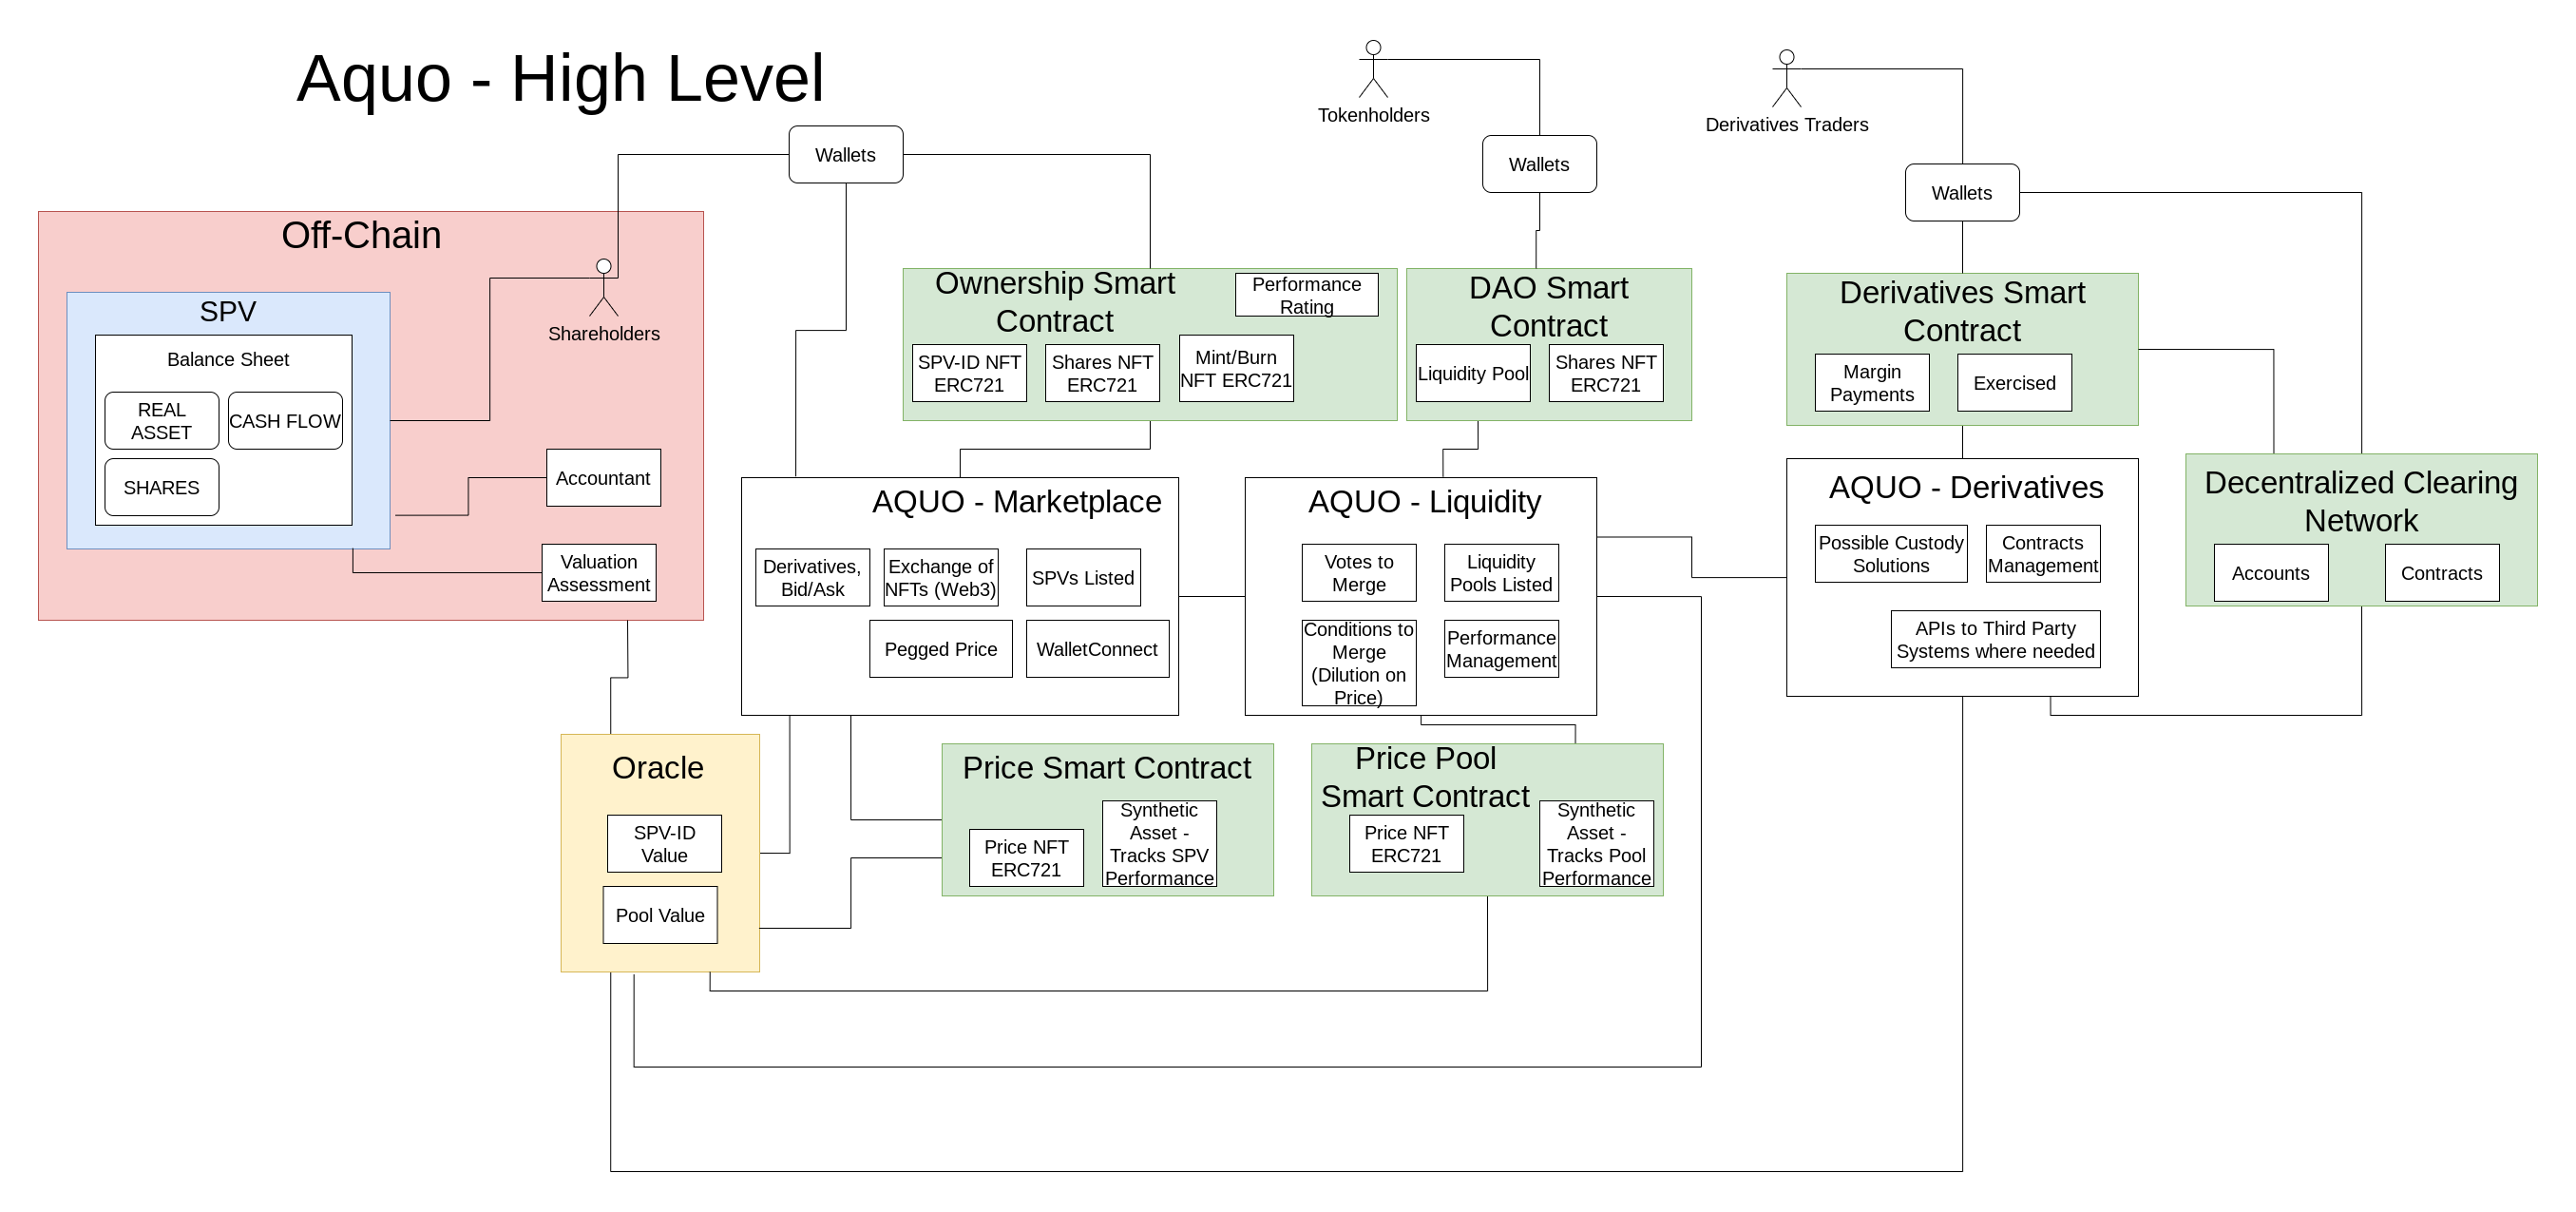 Aquo - High Level
Tokenholders
Derivatives Traders
Wallets
Wallets
Wallets
Off-Chain
Shareholders
SPV
Balance Sheet
REAL
ASSET
CASH FLOW
SHARES
Accountant
Valuation
Assessment
Ownership Smart
Contract
Performance
Rating
SPV-ID NFT
ERC721
Shares NFT
ERC721
Mint/Burn
NFT ERC721
DAO Smart
Contract
Liquidity Pool
Shares NFT
ERC721
Derivatives Smart
Contract
Margin
Payments
Exercised
AQUO - Marketplace
Derivatives,
Bid/Ask
Exchange of
NFTs (Web3)
SPVs Listed
Pegged Price
WalletConnect
AQUO - Liquidity
Votes to
Merge
Liquidity
Pools Listed
Conditions to
Merge
(Dilution on
Price)
Performance
Management
AQUO - Derivatives
Possible Custody
Solutions
Contracts
Management
APIs to Third Party
Systems where needed
Decentralized Clearing
Network
Accounts
Contracts
Oracle
SPV-ID
Value
Pool Value
Price Smart Contract
Price NFT
ERC721
Synthetic
Asset -
Tracks SPV
Performance
Price Pool
Smart Contract
Price NFT
ERC721
Synthetic
Asset -
Tracks Pool
Performance